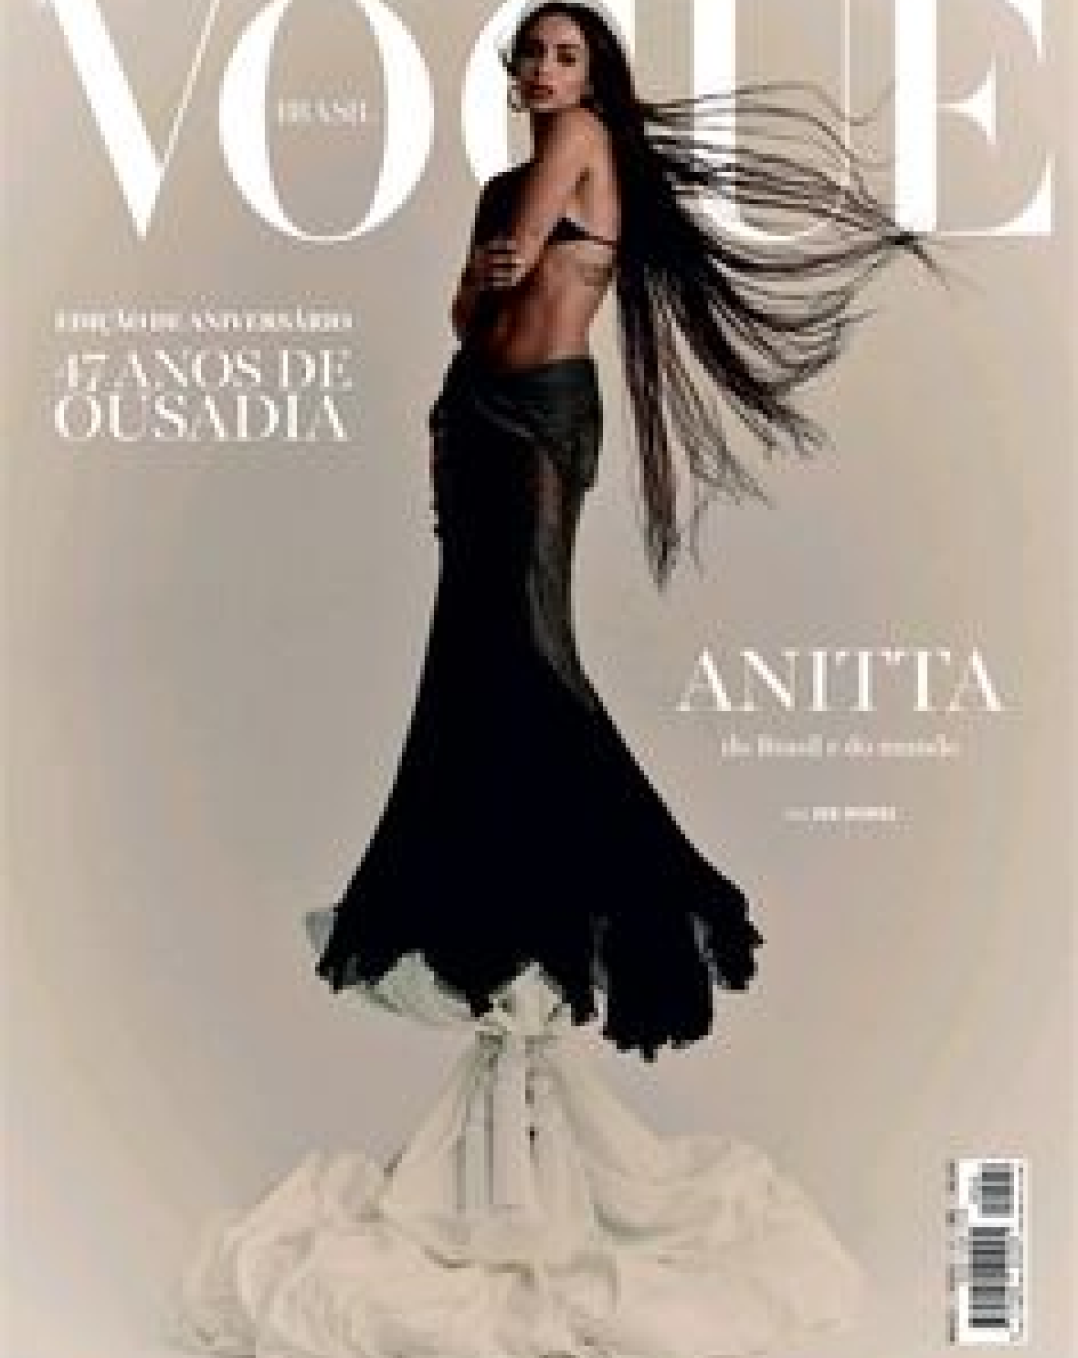 VOGUE
BRASIL
EDIÇÃO DE ANIVERSÁRIO
47 ANOS DE
OUSADIA
ANITTA
do Brasil e do mundo